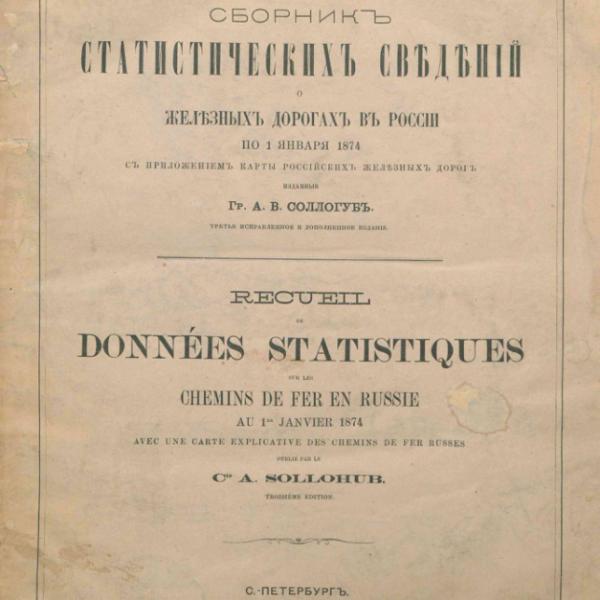 СБОРНИКЪ
СТАТИСТИЧЕСКИХЪ СВѢДѢНІЙ
О
ЖЕЛѢЗНЫХЪ ДОРОГАХЪ ВЪ РОССІИ
ПО 1 ЯНВАРЯ 1874
СЪ ПРИЛОЖЕНІЕМЪ КАРТЫ РОССІЙСКИХЪ ЖЕЛѢЗНЫХЪ ДОРОГЪ
ИЗДАННЫЙ
Гр. А. В. СОЛЛОГУБЪ.
ТРЕТЬЕ ИСПРАВЛЕННОЕ И ДОПОЛНЕННОЕ ИЗДАНІЕ.
RECUEIL
DE
DONNÉES STATISTIQUES
SUR LES
CHEMINS DE FER EN RUSSIE
AU 1er JANVIER 1874
AVEC UNE CARTE EXPLICATIVE DES CHEMINS DE FER RUSSES
PUBLIÉ PAR LE
Cte A. SOLLOHUB.
TROISIÈME EDITION.
С.-ПЕТЕРБУРГЪ.